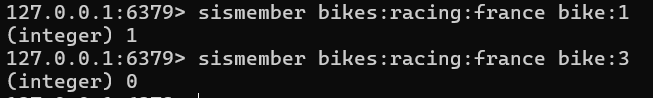 127.0.0.1:6379> sismember bikes:racing:france bike:1
(integer) 1
127.0.0.1:6379> sismember bikes:racing:france bike:3
(integer) 0